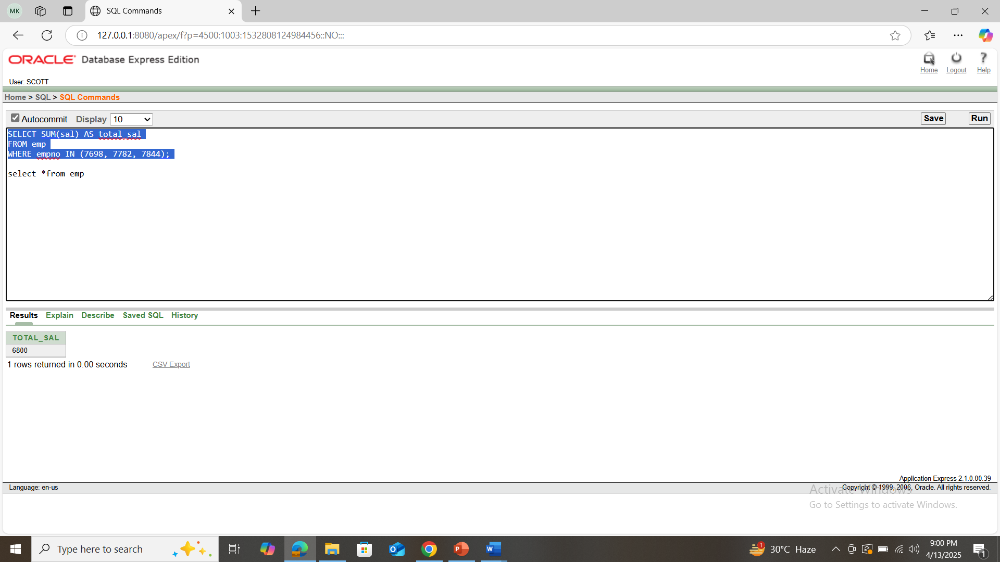 MK
SQL Commands
127.0.0.1:8080/apex/f?p=4500:1003:1532808124984456::NO:::
ORACLE Database Express Edition
Home Logout Help
User: SCOTT
Home > SQL > SQL Commands
Autocommit Display 10 Save Run
SELECT SUM(sal) AS total_sal
FROM emp
WHERE empno IN (7698, 7782, 7844);
select *from emp
Results Explain Describe Saved SQL History
TOTAL_SAL
6800
1 rows returned in 0.00 seconds CSV Export
Application Express 2.1.0.00.39
Language: en-us Copyright © 1999, 2006, Oracle. All rights reserved.
Activate Windows
Go to Settings to activate Windows.
Type here to search
1
30°C Haze
9:00 PM
4/13/2025
1